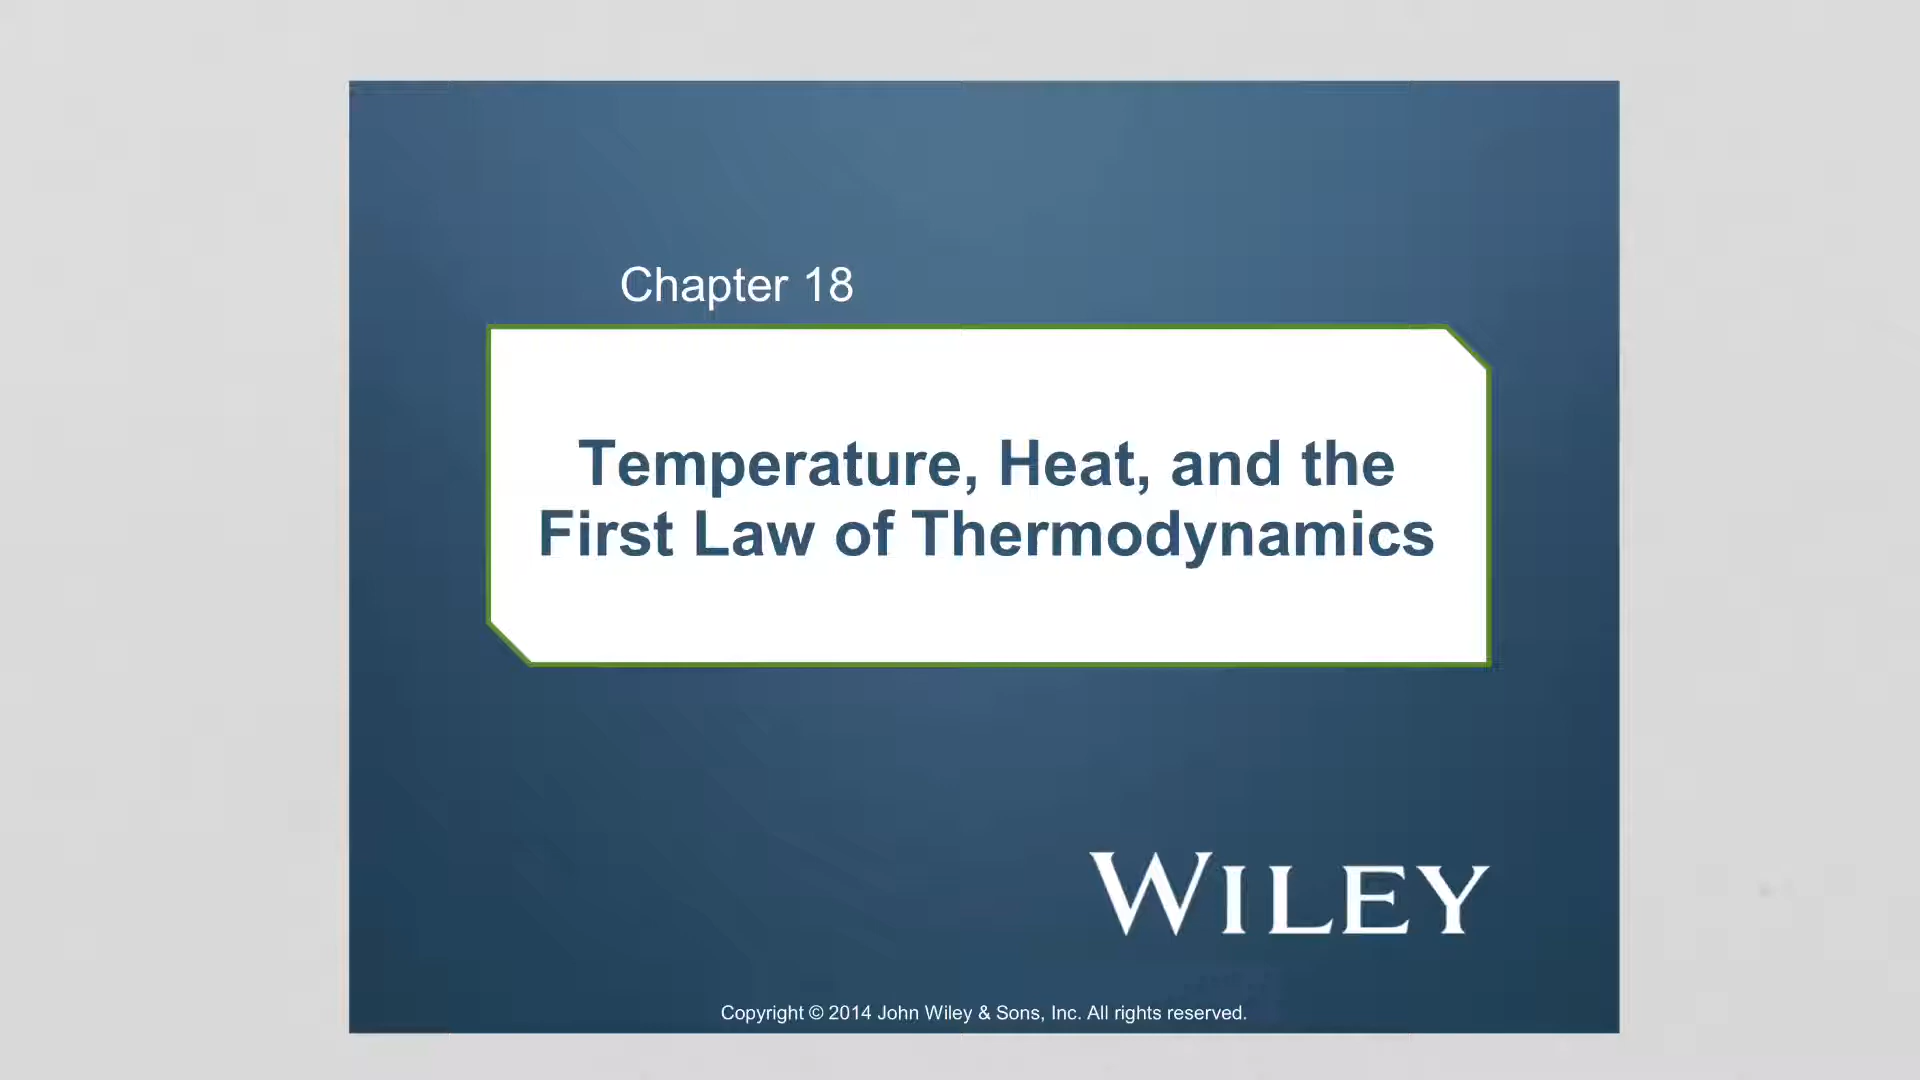 Chapter 18
Temperature, Heat, and the
First Law of Thermodynamics
WILEY
Copyright © 2014 John Wiley & Sons, Inc. All rights reserved.